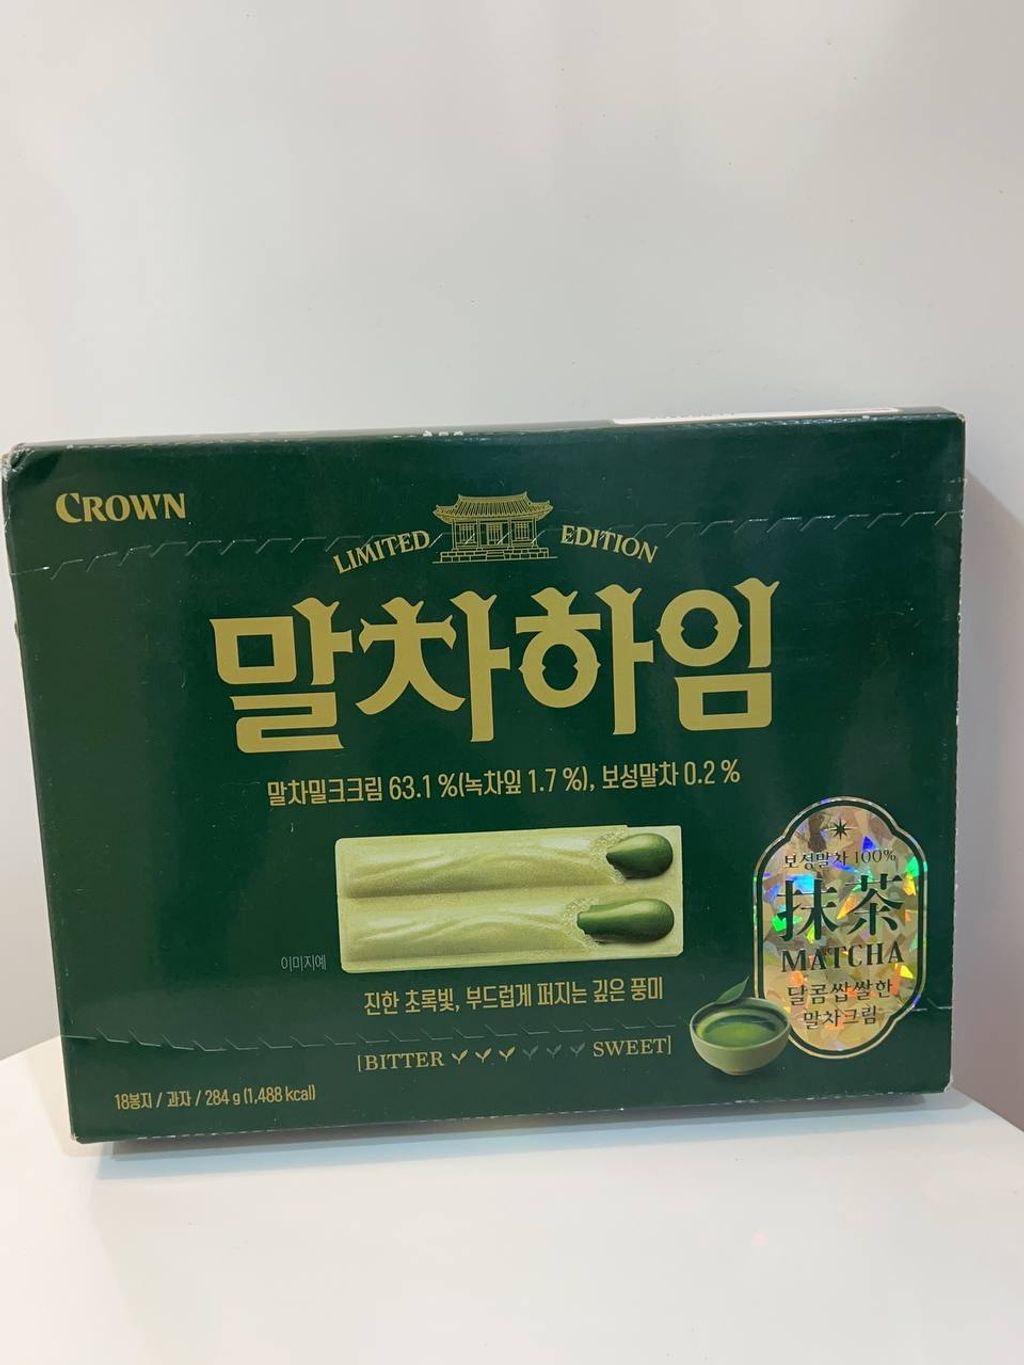 CROWN
LIMITED EDITION
말차하임
말차밀크크림 63.1 %(녹차잎 1.7 %), 보성말차 0.2 %
이미지예
진한 초록빛, 부드럽게 퍼지는 깊은 풍미
[BITTER SWEET]
18봉지 / 과자 / 284 g (1,488 kcal)
보성말차 100%
抹茶
MATCHA
달콤쌉쌀한
말차크림